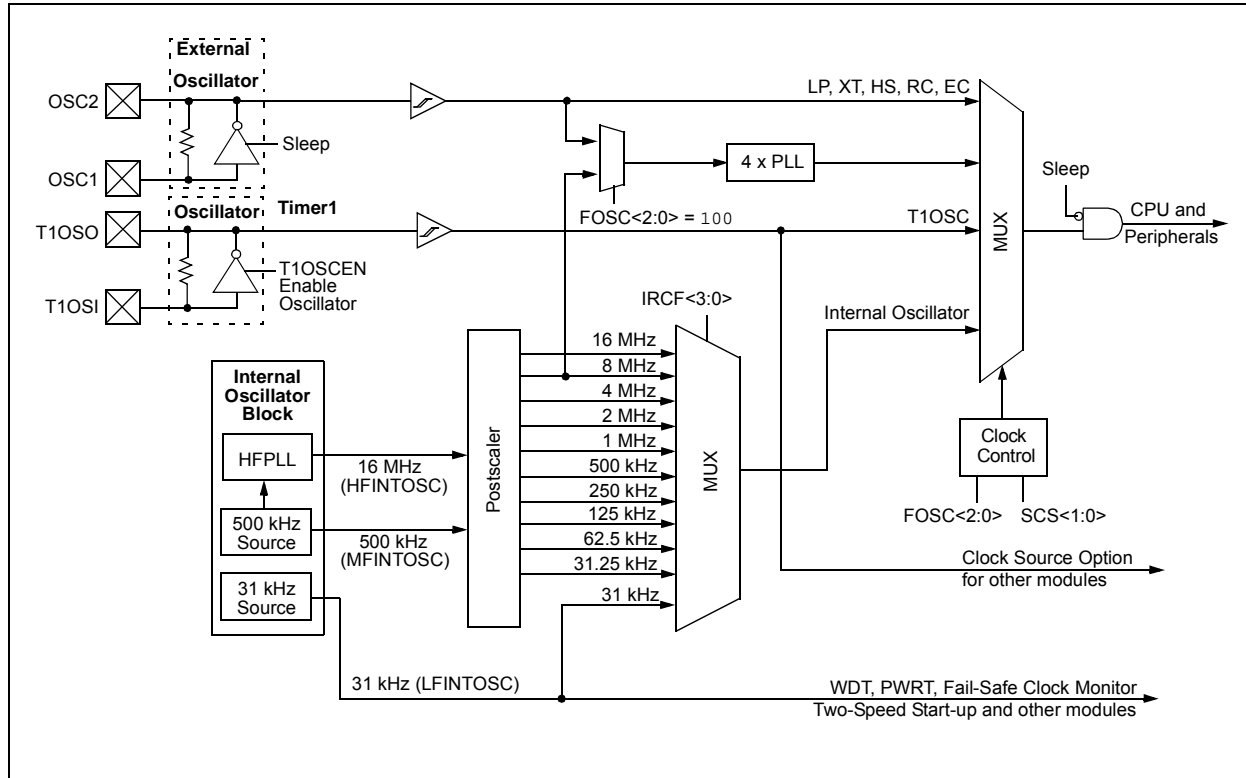 External
Oscillator
OSC2
LP, XT, HS, RC, EC
Sleep
OSC1
4 x PLL
Sleep
FOSC<2:0> = 100
Oscillator
Timer1
T1OSO
T1OSC
MUX
CPU and
Peripherals
T1OSCEN
Enable
Oscillator
T1OSI
IRCF<3:0>
Internal Oscillator
Internal
Oscillator
Block
HFPLL
16 MHz
(HFINTOSC)
500 kHz
Source
500 kHz
(MFINTOSC)
31 kHz
Source
Postscaler
16 MHz
8 MHz
4 MHz
2 MHz
1 MHz
500 kHz
250 kHz
125 kHz
62.5 kHz
31.25 kHz
31 kHz
MUX
Clock
Control
FOSC<2:0>
SCS<1:0>
Clock Source Option
for other modules
31 kHz (LFINTOSC)
WDT, PWRT, Fail-Safe Clock Monitor
Two-Speed Start-up and other modules